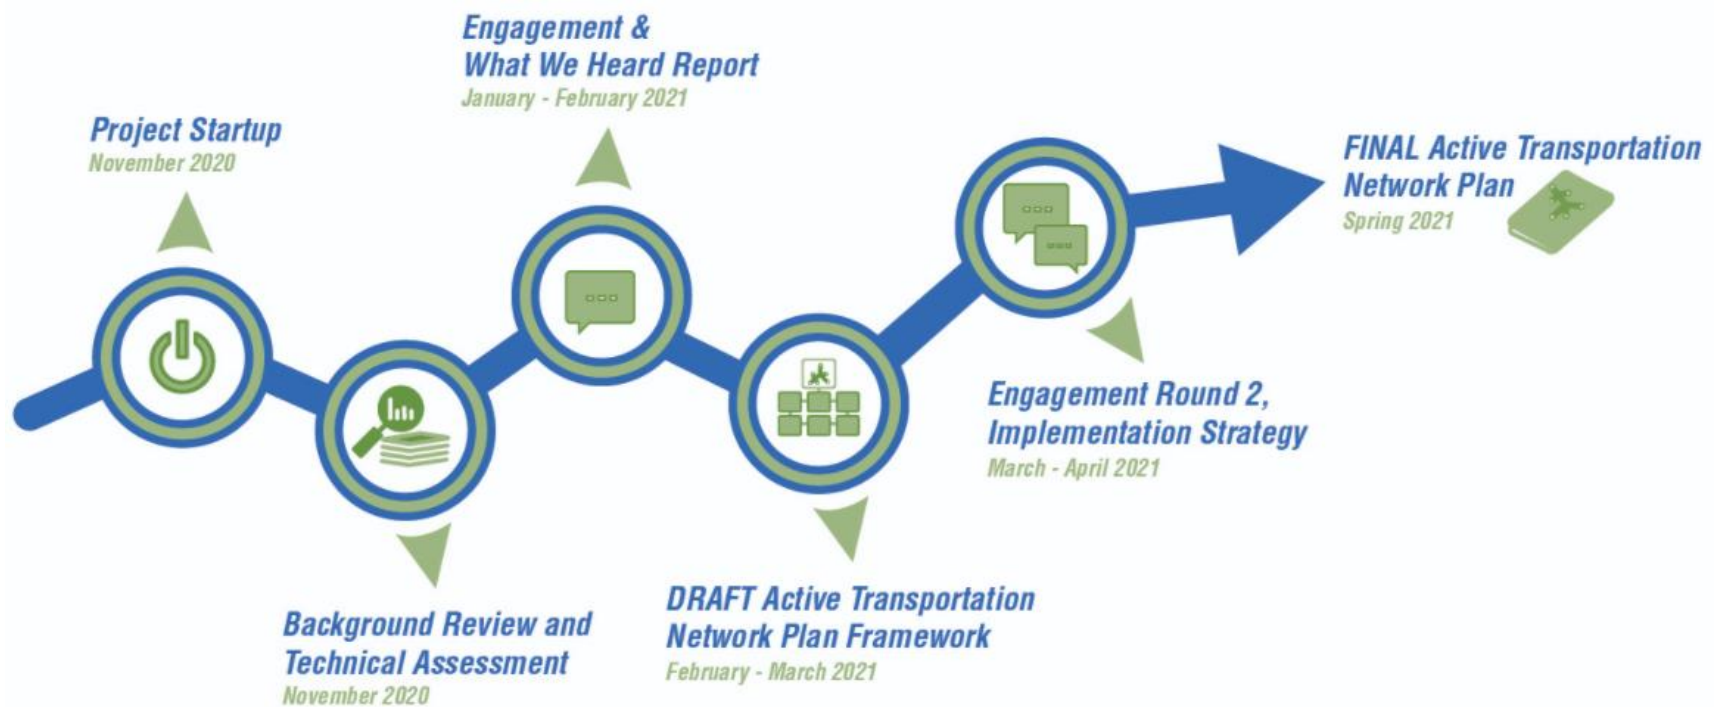 Project Startup
November 2020
Background Review and
Technical Assessment
November 2020
Engagement &
What We Heard Report
January - February 2021
DRAFT Active Transportation
Network Plan Framework
February - March 2021
Engagement Round 2,
Implementation Strategy
March - April 2021
FINAL Active Transportation
Network Plan
Spring 2021